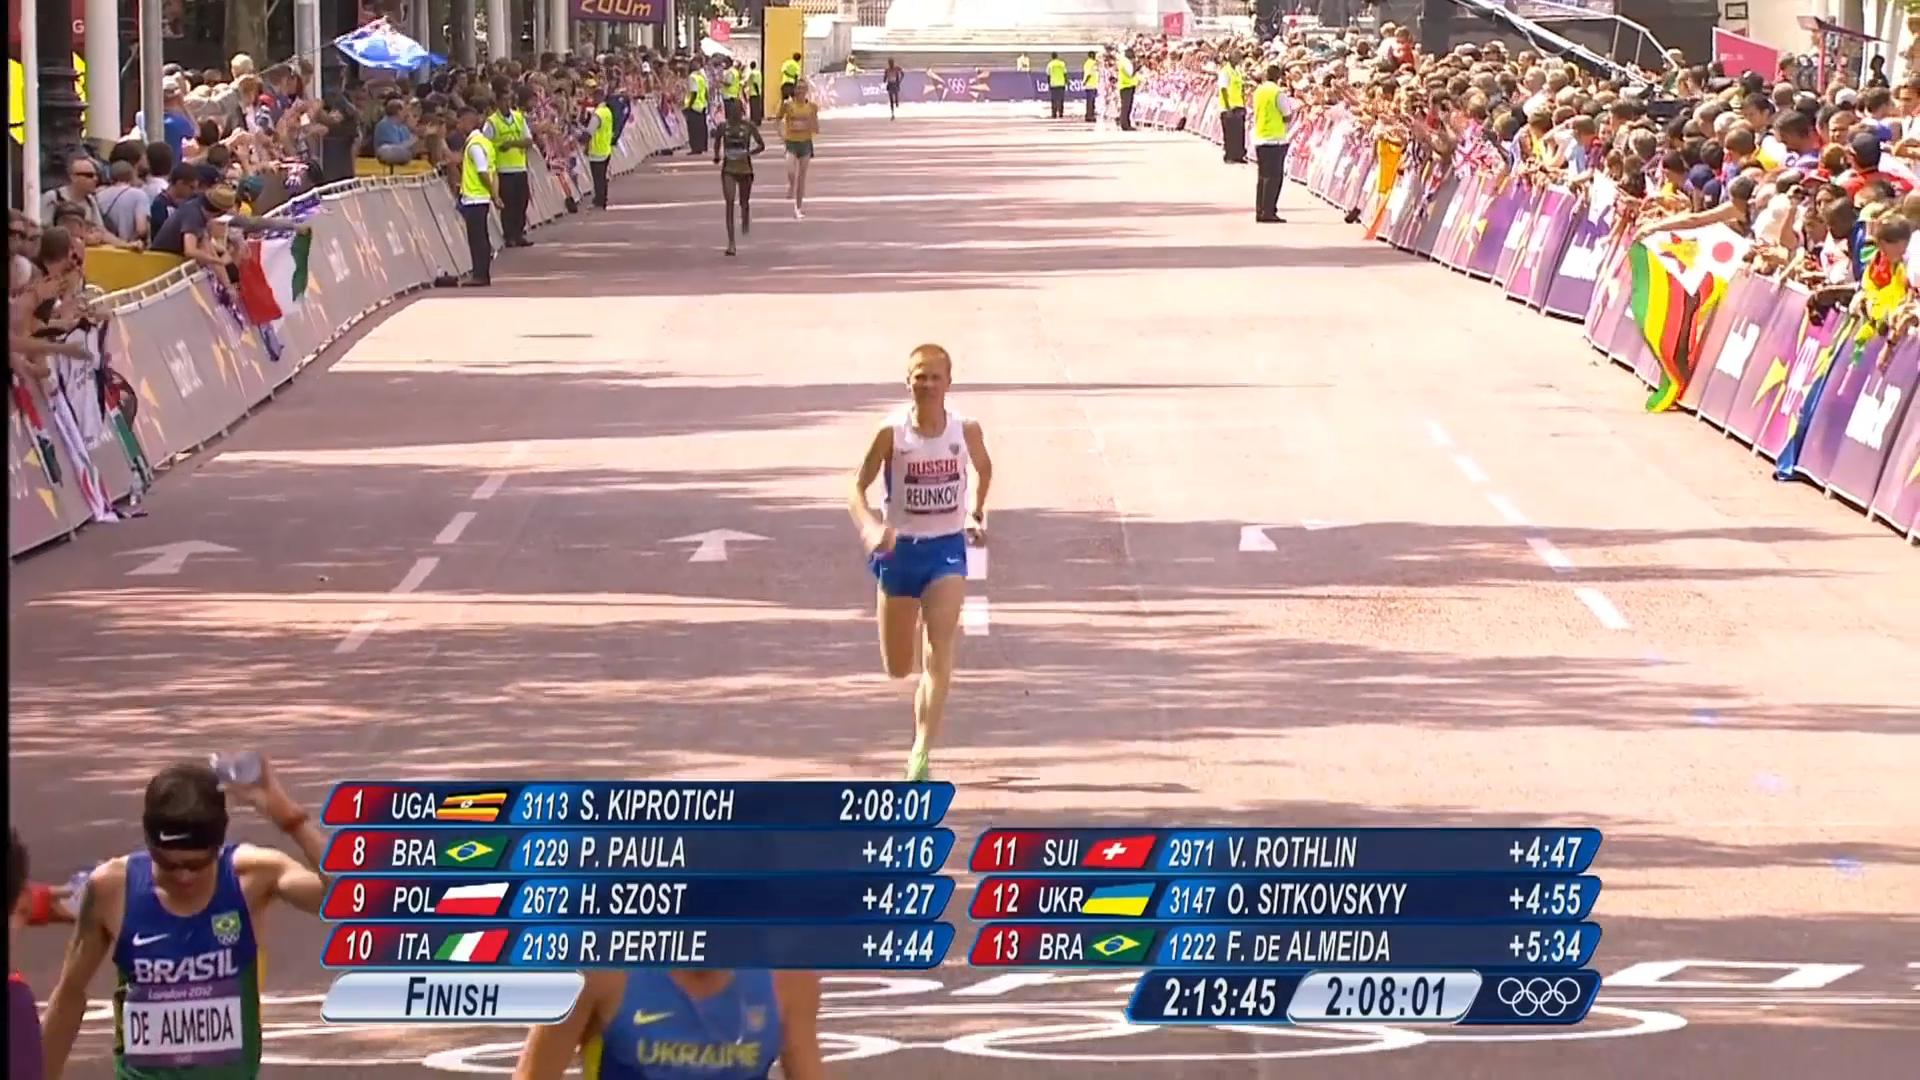 200m
London 2012
RUSSIA
REUNKOV
1 UGA 3113 S. KIPROTICH 2:08:01
8 BRA 1229 P. PAULA +4:16
9 POL 2672 H. SZOST +4:27
10 ITA 2139 R. PERTILE +4:44
11 SUI 2971 V. ROTHLIN +4:47
12 UKR 3147 O. SITKOVSKYY +4:55
13 BRA 1222 F. DE ALMEIDA +5:34
FINISH
2:13:45 2:08:01
BRASIL
London 2012
DE ALMEIDA
UKRAINE